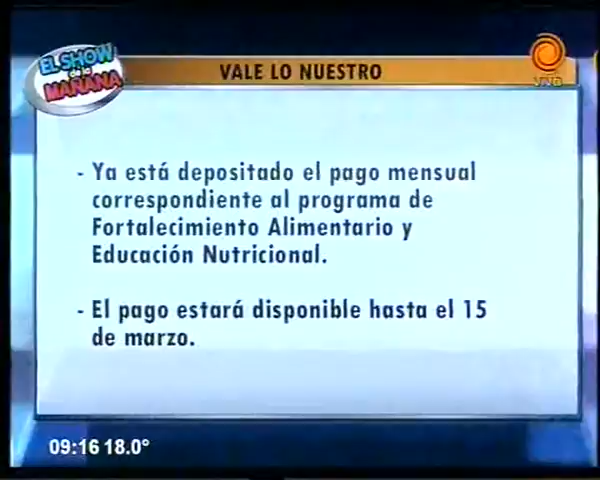 EL SHOW
de la
MAÑANA
VALE LO NUESTRO
VIVO
- Ya está depositado el pago mensual
correspondiente al programa de
Fortalecimiento Alimentario y
Educación Nutricional.
- El pago estará disponible hasta el 15
de marzo.
09:16 18.0°